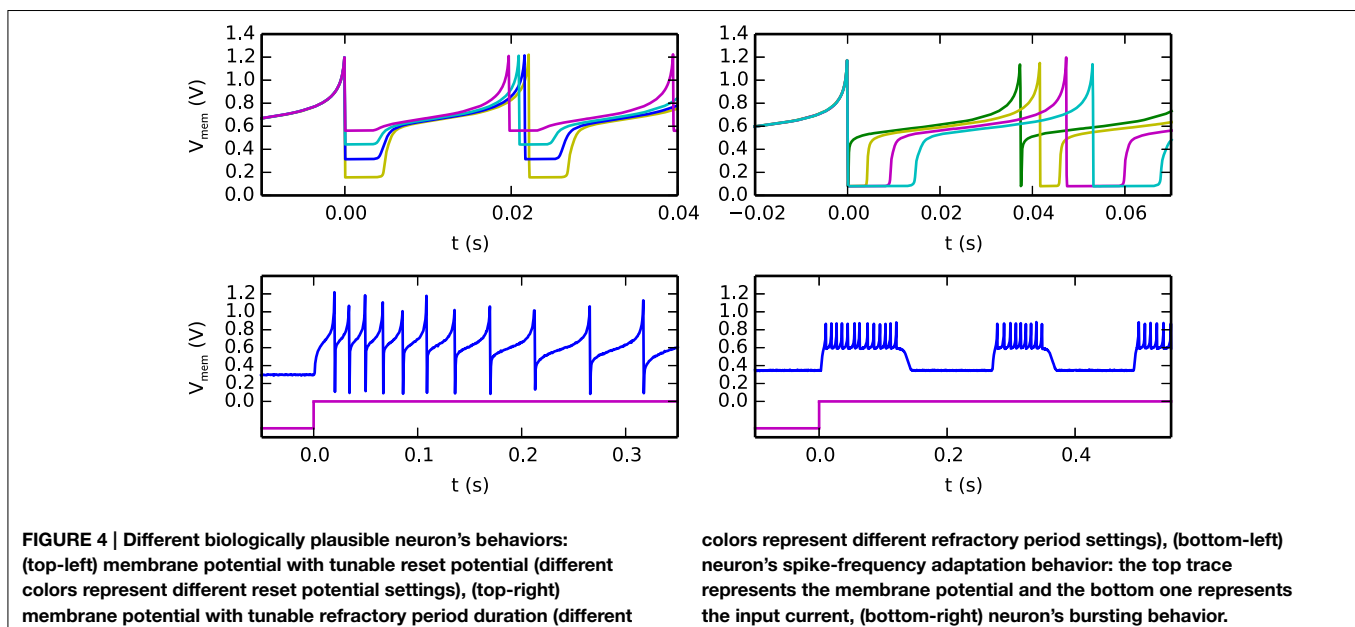 1.4
1.2
1.0
0.8
0.6
0.4
0.2
0.0
V_mem (V)
0.00 0.02 0.04
t (s)
1.4
1.2
1.0
0.8
0.6
0.4
0.2
0.0
−0.02 0.00 0.02 0.04 0.06
t (s)
1.2
1.0
0.8
0.6
0.4
0.2
0.0
V_mem (V)
0.0 0.1 0.2 0.3
t (s)
1.2
1.0
0.8
0.6
0.4
0.2
0.0
0.0 0.2 0.4
t (s)
FIGURE 4 | Different biologically plausible neuron’s behaviors:
(top-left) membrane potential with tunable reset potential (different
colors represent different reset potential settings), (top-right)
membrane potential with tunable refractory period duration (different
colors represent different refractory period settings), (bottom-left)
neuron’s spike-frequency adaptation behavior: the top trace
represents the membrane potential and the bottom one represents
the input current, (bottom-right) neuron’s bursting behavior.